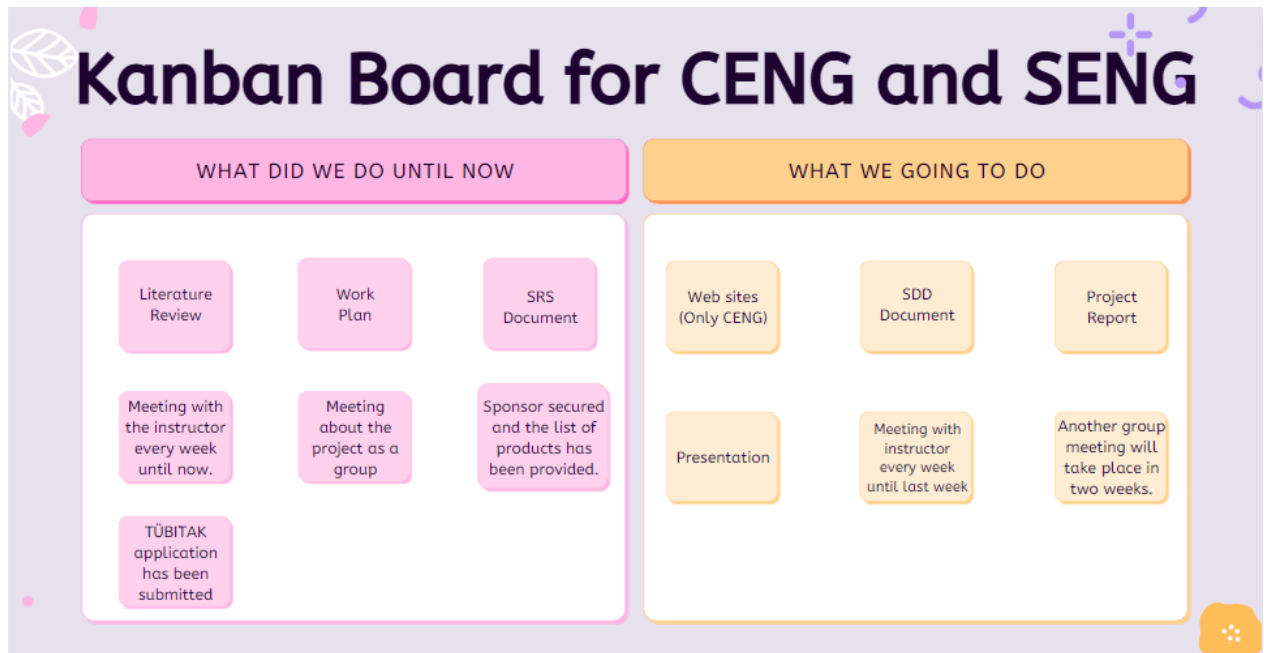 Kanban Board for CENG and SENG
WHAT DID WE DO UNTIL NOW
Literature
Review
Work
Plan
SRS
Document
Meeting with
the instructor
every week
until now.
Meeting
about the
project as a
group
Sponsor secured
and the list of
products has
been provided.
TÜBITAK
application
has been
submitted
WHAT WE GOING TO DO
Web sites
(Only CENG)
SDD
Document
Project
Report
Presentation
Meeting with
instructor
every week
until last week
Another group
meeting will
take place in
two weeks.